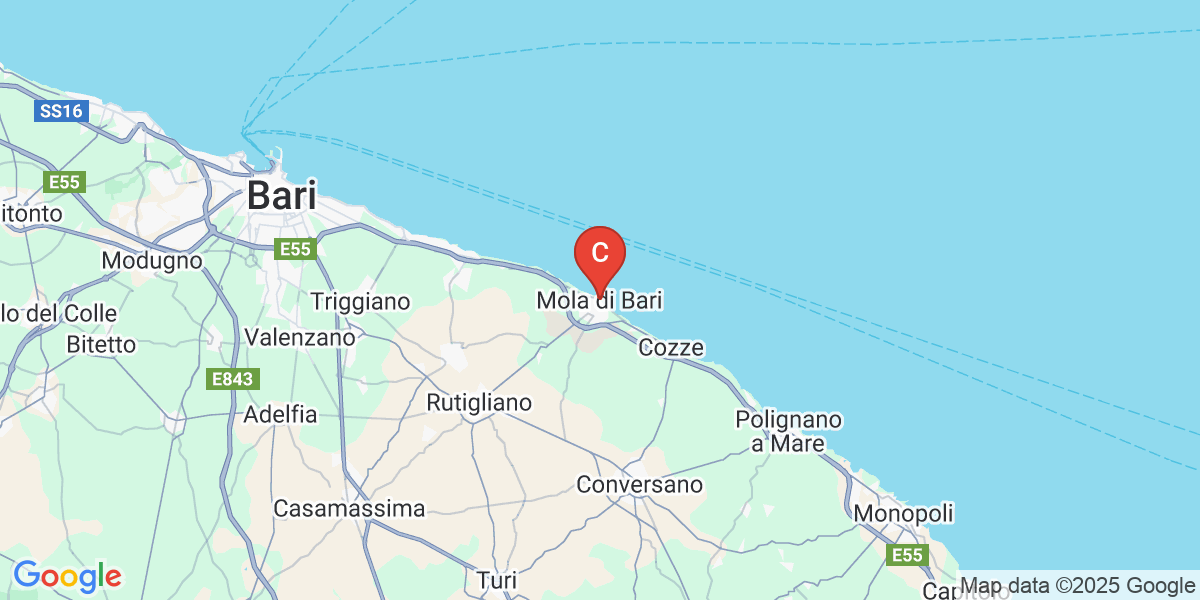 SS16
E55
Bari
itonto
E55
Modugno
C
Mola di Bari
Triggiano
lo del Colle
Valenzano
Bitetto
Cozze
E843
Rutigliano
Adelfia
Polignano
a Mare
Conversano
Casamassima
Monopoli
E55
Turi
Google
Capitolo
Map data ©2025 Google